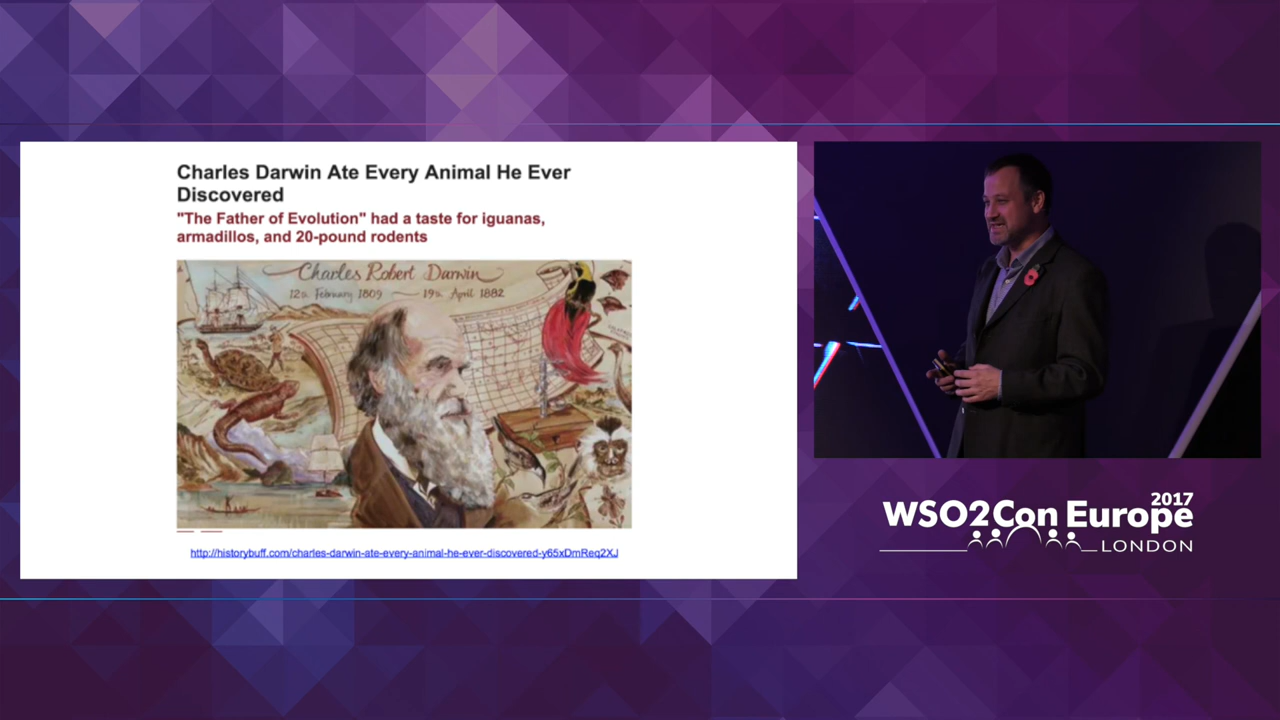 Charles Darwin Ate Every Animal He Ever
Discovered
"The Father of Evolution" had a taste for iguanas,
armadillos, and 20-pound rodents
Charles Robert Darwin
12th. February 1809 — 19th. April 1882
http://historybuff.com/charles-darwin-ate-every-animal-he-ever-discovered-y65xDmReq2XJ
2017
WSO2Con Europe
LONDON